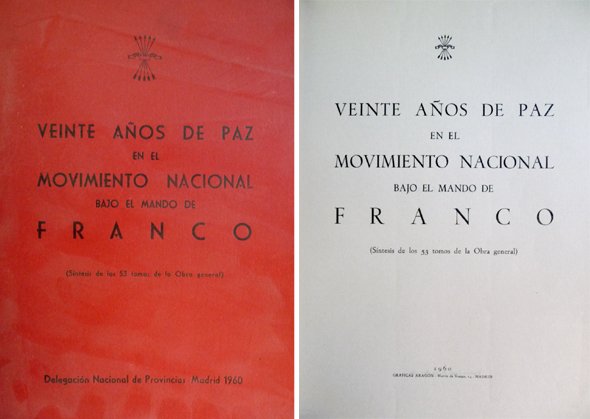 VEINTE AÑOS DE PAZ
EN EL
MOVIMIENTO NACIONAL
BAJO EL MANDO DE
FRANCO
(Síntesis de los 53 tomos de la Obra general)
Delegación Nacional de Provincias Madrid 1960
VEINTE AÑOS DE PAZ
EN EL
MOVIMIENTO NACIONAL
BAJO EL MANDO DE
FRANCO
(Síntesis de los 53 tomos de la Obra general)
1960
GRÁFICAS ARAGÓN MADRID